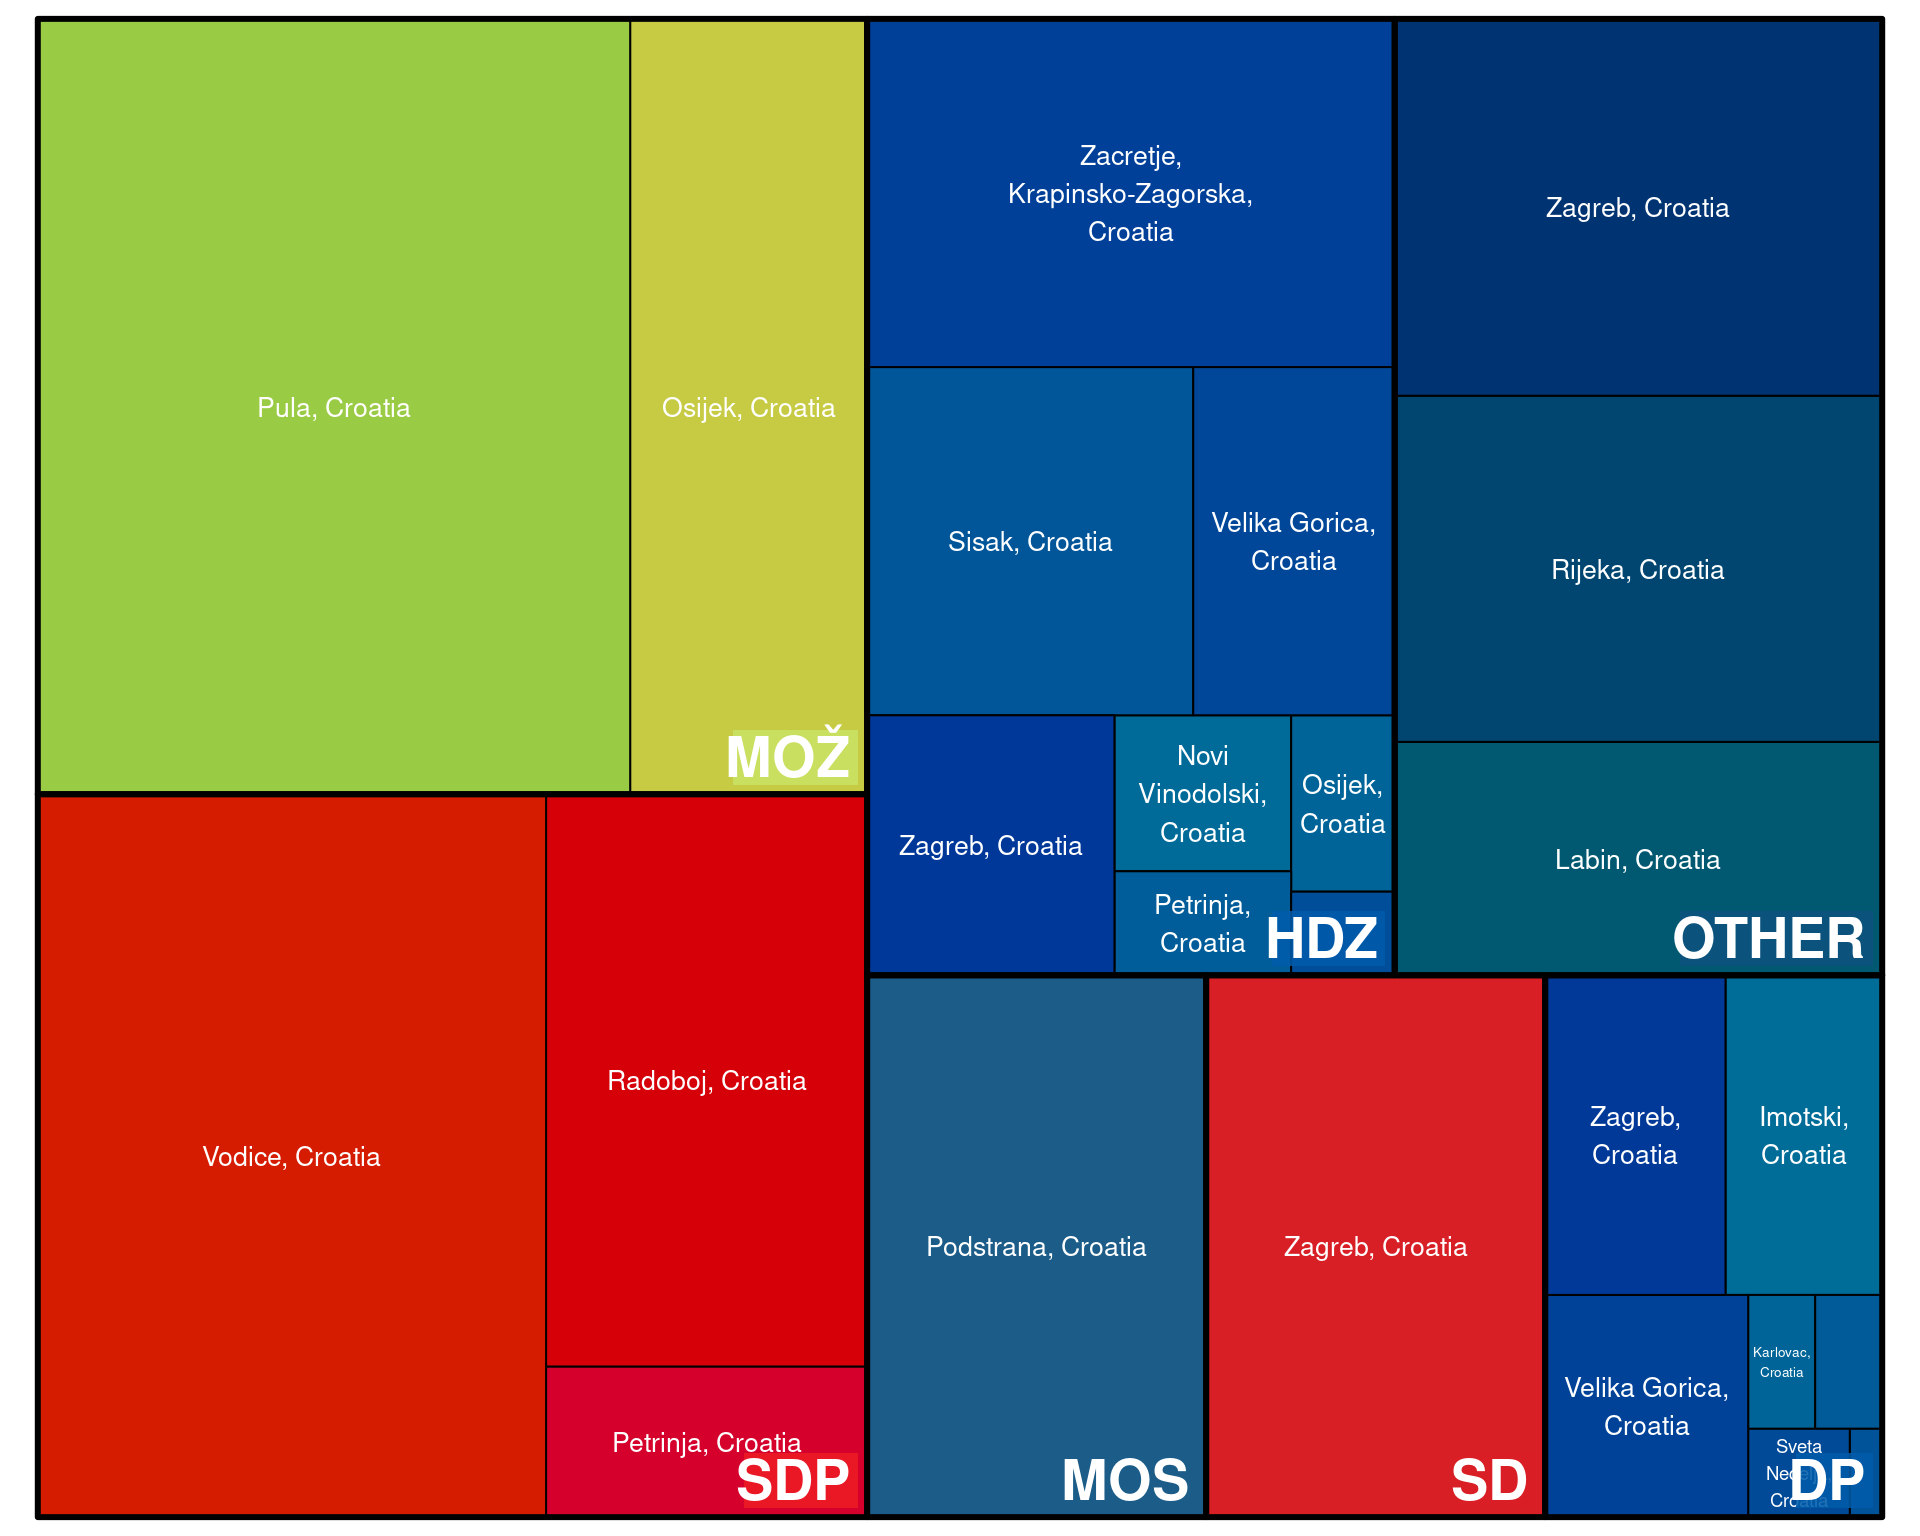 Pula, Croatia
Osijek, Croatia
MOŽ
Vodice, Croatia
Radoboj, Croatia
Petrinja, Croatia
SDP
Zacretje,
Krapinsko-Zagorska,
Croatia
Sisak, Croatia
Velika Gorica,
Croatia
Zagreb, Croatia
Novi
Vinodolski,
Croatia
Osijek,
Croatia
Petrinja,
Croatia
HDZ
Zagreb, Croatia
Rijeka, Croatia
Labin, Croatia
OTHER
Podstrana, Croatia
MOS
Zagreb, Croatia
SD
Zagreb,
Croatia
Imotski,
Croatia
Velika Gorica,
Croatia
Karlovac,
Croatia
Sveta
Croatia
DP